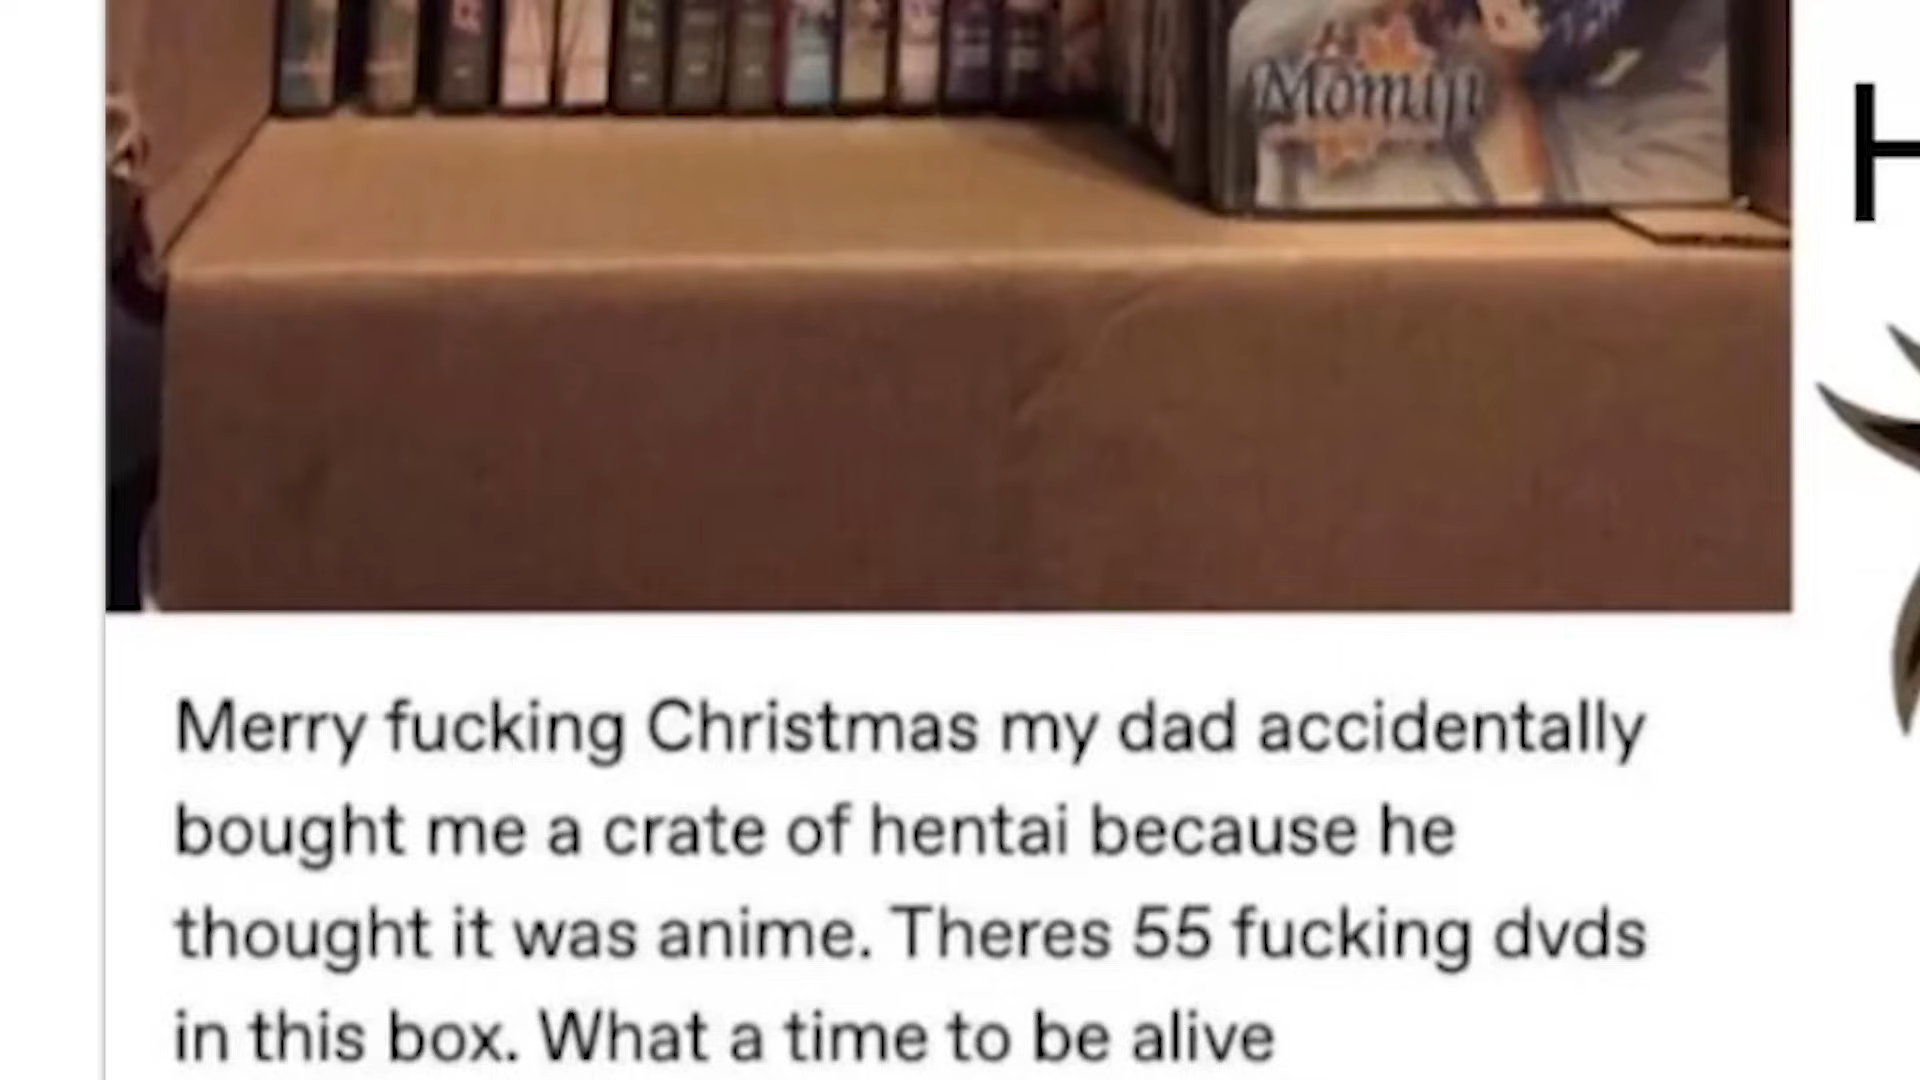 Momiji
H
Merry fucking Christmas my dad accidentally
bought me a crate of hentai because he
thought it was anime. Theres 55 fucking dvds
in this box. What a time to be alive